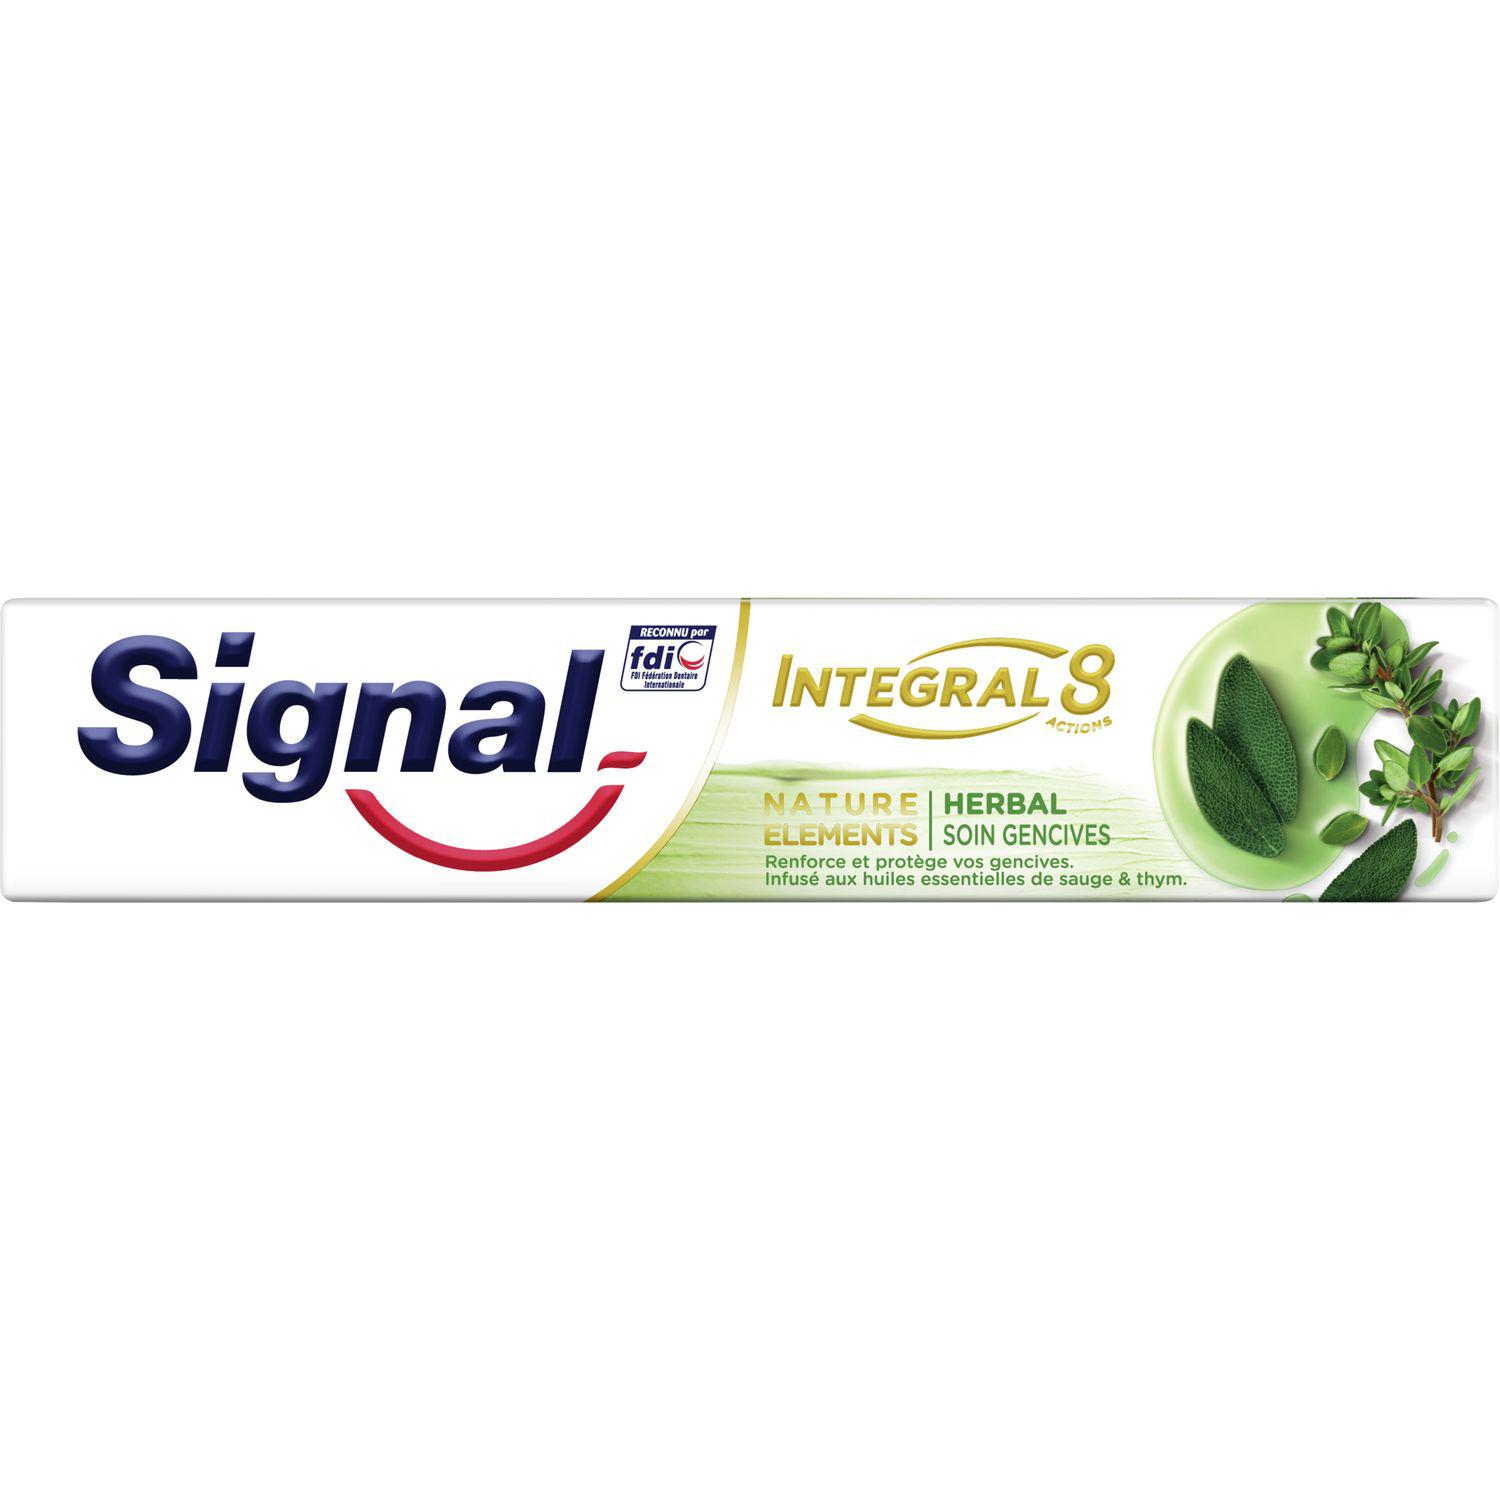 Signal
RECONNU par
fdi
FDI Fédération Dentaire
Internationale
INTEGRAL 8
ACTIONS
NATURE
ELEMENTS
HERBAL
SOIN GENCIVES
Renforce et protège vos gencives.
Infusé aux huiles essentielles de sauge & thym.